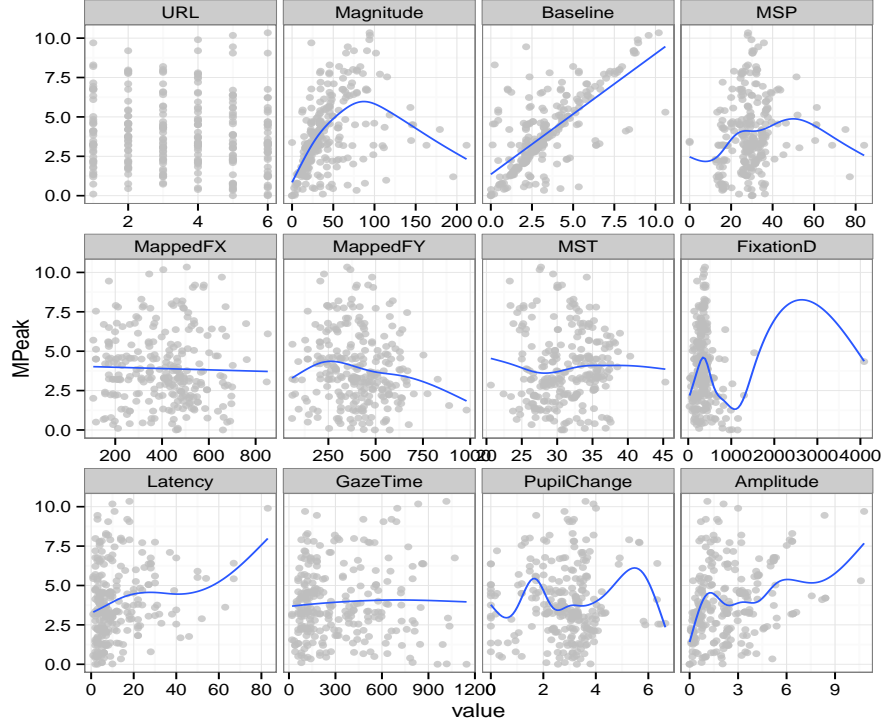 URL Magnitude Baseline MSP
10.0
7.5
5.0
2.5
0.0
2 4 6 0 50 100 150 200 0.0 2.5 5.0 7.5 10.0 0 20 40 60 80
MappedFX MappedFY MST FixationD
10.0
7.5
5.0
2.5
0.0
200 400 600 800 250 500 750 1000 20 25 30 35 40 45 0 1000 2000 3000 4000
MPeak
Latency GazeTime PupilChange Amplitude
10.0
7.5
5.0
2.5
0.0
0 20 40 60 80 0 300 600 900 1200 0 2 4 6 0 3 6 9
value